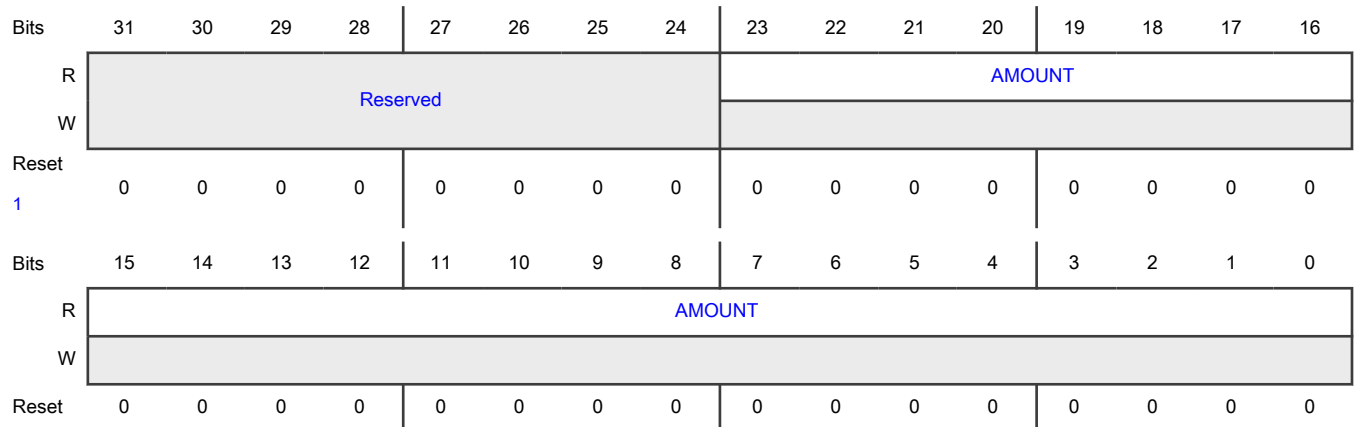 Bits 31 30 29 28 27 26 25 24 23 22 21 20 19 18 17 16
R AMOUNT
Reserved
W
Reset
0 0 0 0 0 0 0 0 0 0 0 0 0 0 0 0
1
Bits 15 14 13 12 11 10 9 8 7 6 5 4 3 2 1 0
R AMOUNT
W
Reset 0 0 0 0 0 0 0 0 0 0 0 0 0 0 0 0